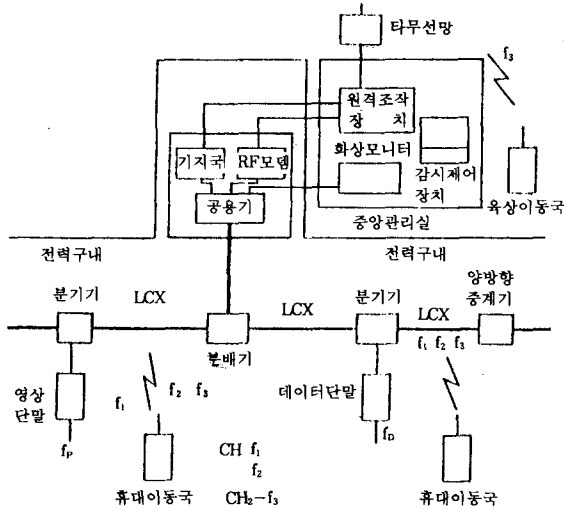 타무선망
f₃
원격조작
장 치
기지국
RF모뎀
화상모니터
감시제어
장치
공용기
육상이동국
중앙관리실
전력구내
전력구내
분기기
LCX
LCX
분기기
LCX
양방향
중계기
f₁ f₂ f₃
분배기
영상
단말
f₁
f₂ f₃
데이터단말
fP
fD
CH f₁
f₂
휴대이동국
CH₂-f₃
휴대이동국